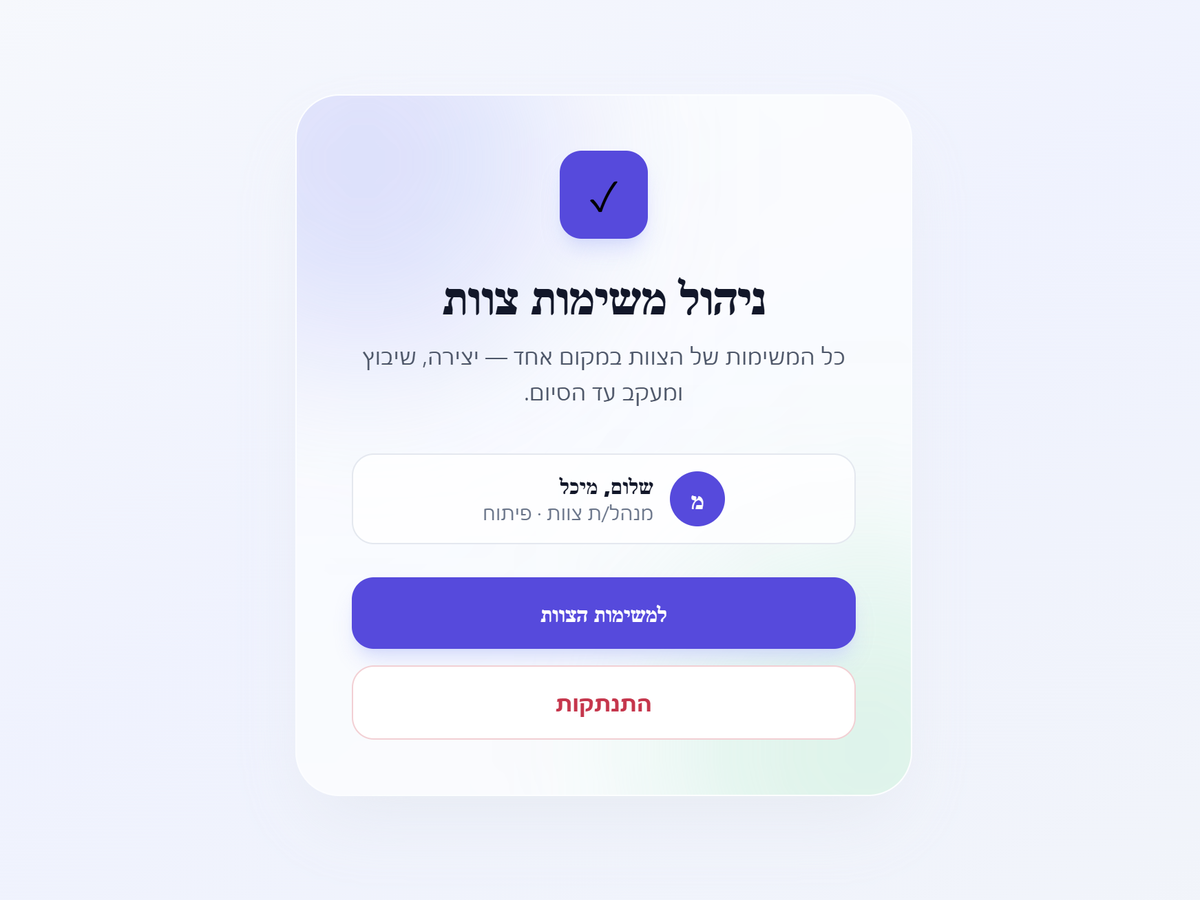 ✓
ניהול משימות צוות
כל המשימות של הצוות במקום אחד — יצירה, שיבוץ
ומעקב עד הסיום.
מ
שלום, מיכל
מנהל/ת צוות · פיתוח
למשימות הצוות
התנתקות